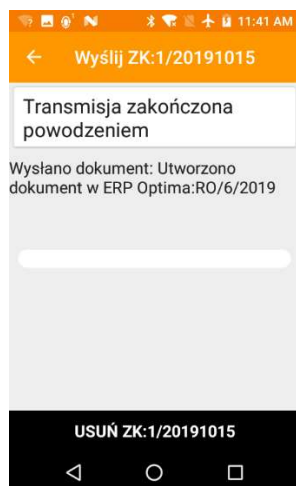 11:41 AM
Wyślij ZK:1/20191015
Transmisja zakończona
powodzeniem
Wysłano dokument: Utworzono
dokument w ERP Optima:RO/6/2019
USUŃ ZK:1/20191015